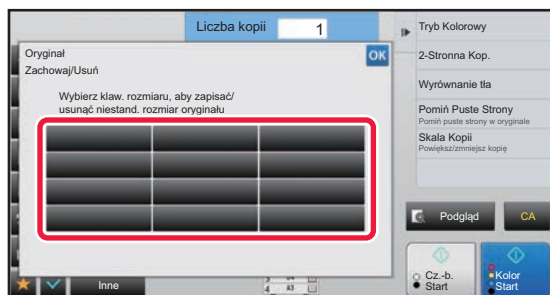 Liczba kopii 1
Oryginał
OK
Zachowaj/Usuń
Wybierz klaw. rozmiaru, aby zapisać/
usunąć niestand. rozmiar oryginału
Tryb Kolorowy
2-Stronna Kop.
Wyrównanie tła
Pomiń Puste Strony
Pomiń puste strony w oryginale
Skala Kopii
Powiększ/zmniejsz kopię
Podgląd
CA
Cz.-b.
Start
Kolor
Start
Inne
4 A3